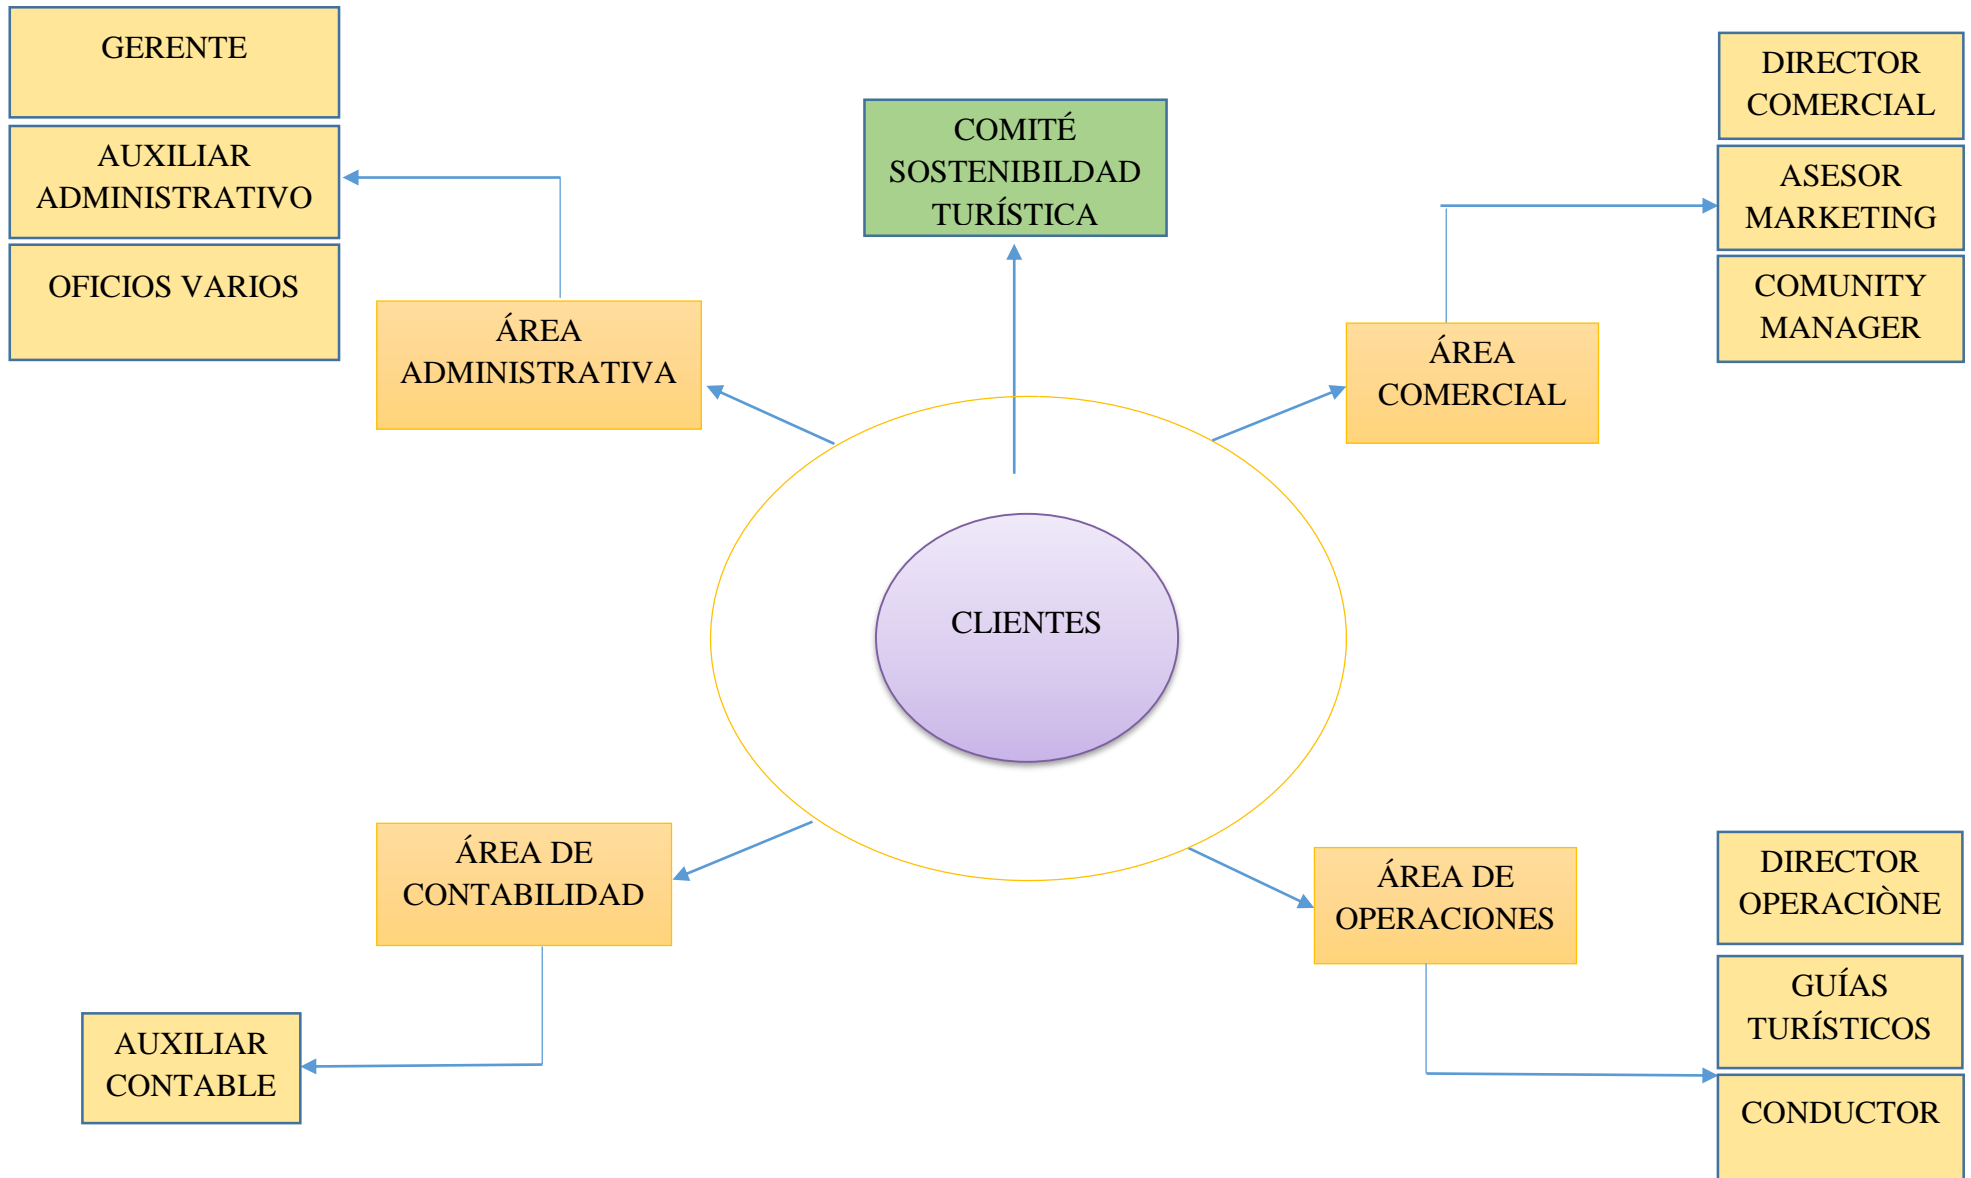 GERENTE
AUXILIAR
ADMINISTRATIVO
OFICIOS VARIOS
ÁREA
ADMINISTRATIVA
COMITÉ
SOSTENIBILDAD
TURÍSTICA
DIRECTOR
COMERCIAL
ASESOR
MARKETING
COMUNITY
MANAGER
ÁREA
COMERCIAL
CLIENTES
ÁREA DE
CONTABILIDAD
AUXILIAR
CONTABLE
ÁREA DE
OPERACIONES
DIRECTOR
OPERACIÒNE
GUÍAS
TURÍSTICOS
CONDUCTOR